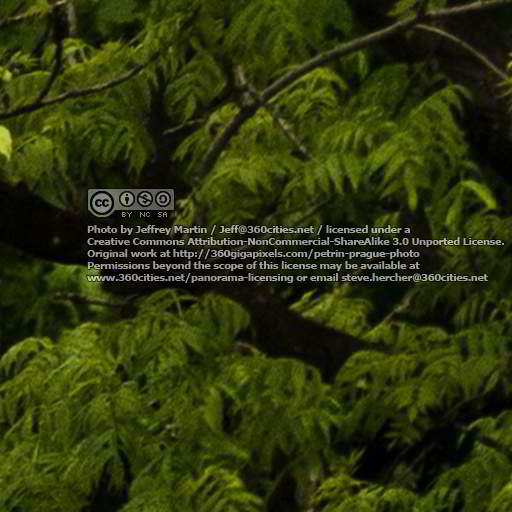 cc
BY NC SA
Photo by Jeffrey Martin / Jeff@360cities.net / licensed under a
Creative Commons Attribution-NonCommercial-ShareAlike 3.0 Unported License.
Original work at http://360gigapixels.com/petrin-prague-photo
Permissions beyond the scope of this license may be available at
www.360cities.net/panorama-licensing or email steve.hercher@360cities.net